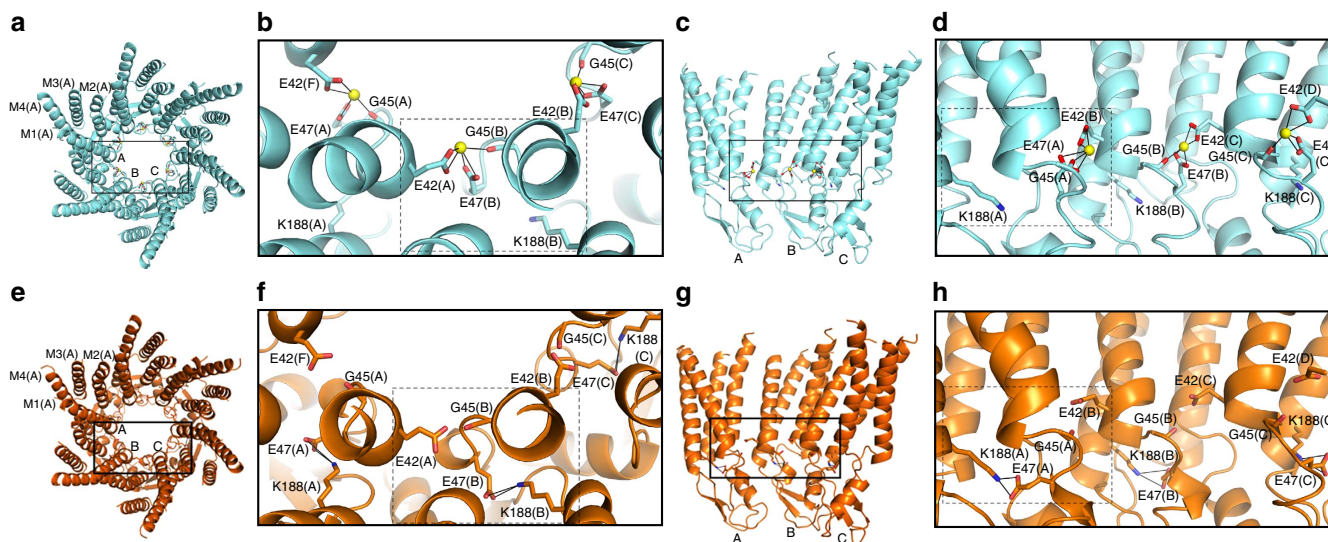 a
M3(A)
M2(A)
M4(A)
M1(A)
A
B
C
b
E42(F)
G45(A)
E47(A)
G45(B)
E42(A)
E47(B)
E42(B)
G45(C)
E47(C)
K188(A)
K188(B)
c
A
B
C
d
E42(B)
E47(A)
G45(A)
G45(B)
E42(C)
E47(B)
E42(D)
G45(C)
K188(A)
K188(B)
K188(C)
e
M3(A)
M2(A)
M4(A)
M1(A)
A
B
C
f
E42(F)
G45(A)
E47(A)
K188(A)
E42(A)
G45(B)
E47(B)
K188(B)
E42(B)
G45(C)
E47(C)
K188
(C)
g
A
B
C
h
E42(B)
E42(C)
E42(D)
G45(A)
G45(B)
G45(C)
K188(A)
E47(A)
K188(B)
E47(B)
E47(C)